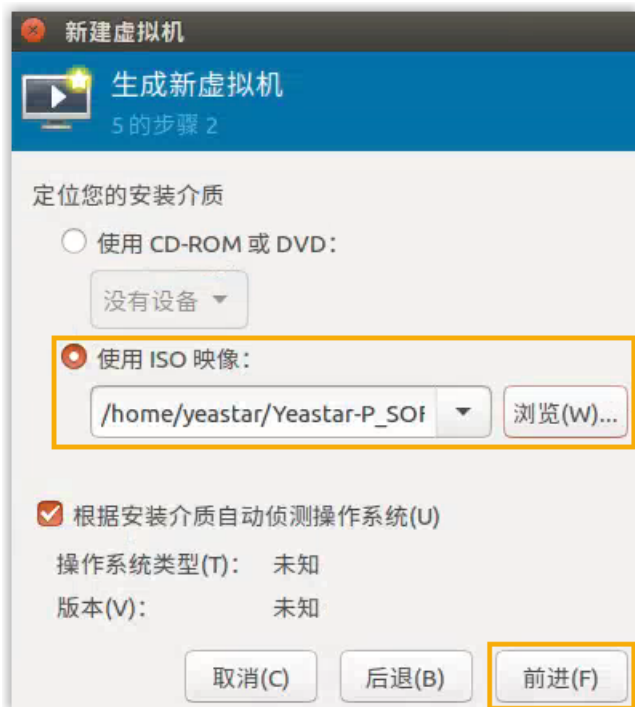 新建虚拟机
生成新虚拟机
5 的步骤 2
定位您的安装介质
使用 CD-ROM 或 DVD：
没有设备
使用 ISO 映像：
/home/yeastar/Yeastar-P_SOF 浏览(W)...
根据安装介质自动侦测操作系统(U)
操作系统类型(T)： 未知
版本(V)： 未知
取消(C) 后退(B) 前进(F)